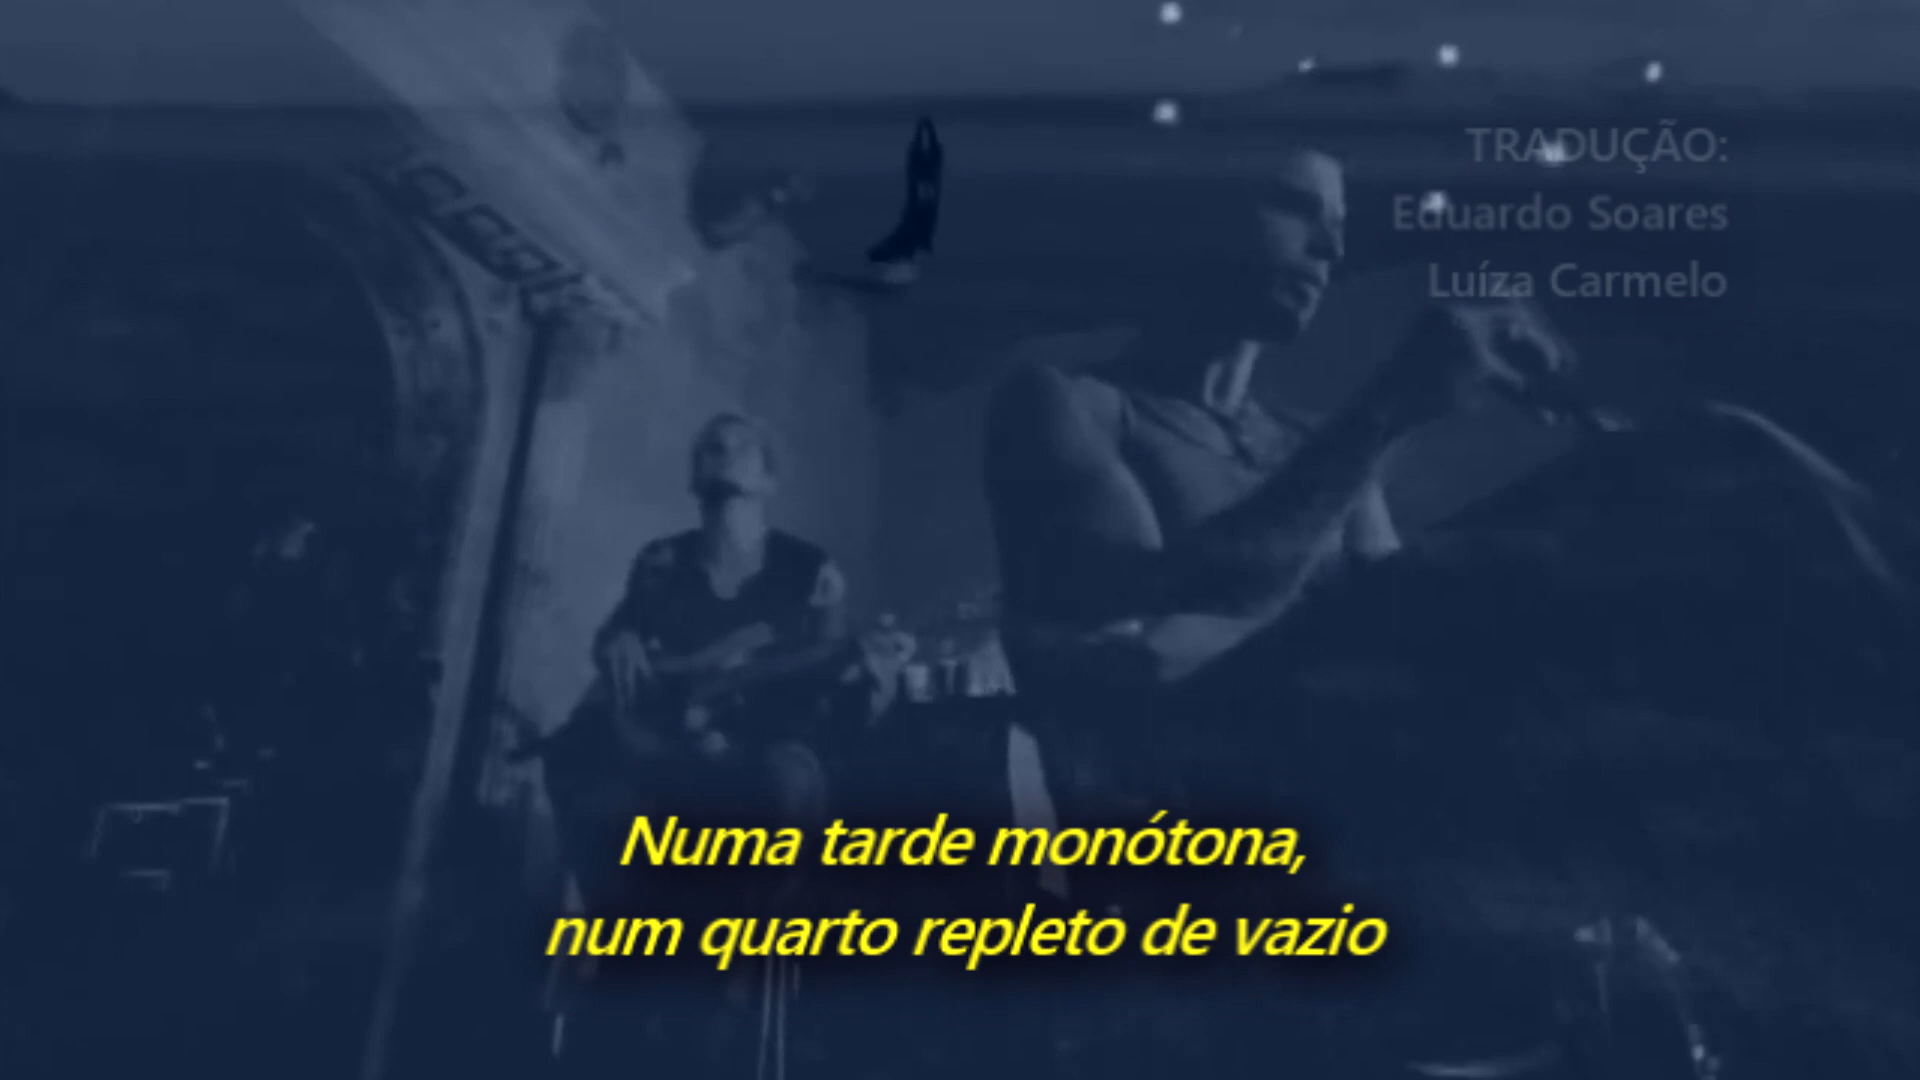 TRADUÇÃO:
Eduardo Soares
Luíza Carmelo
Numa tarde monótona,
num quarto repleto de vazio